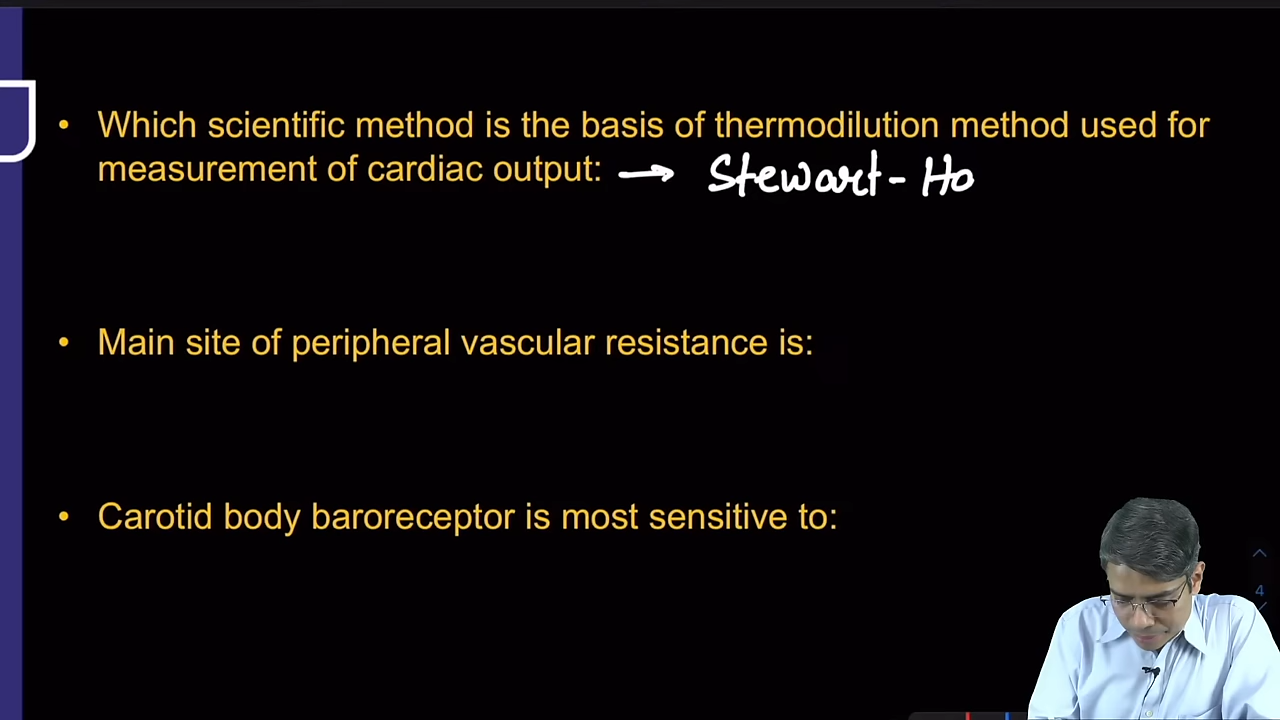 • Which scientific method is the basis of thermodilution method used for
measurement of cardiac output: → Stewart - Ho
• Main site of peripheral vascular resistance is:
• Carotid body baroreceptor is most sensitive to:
4